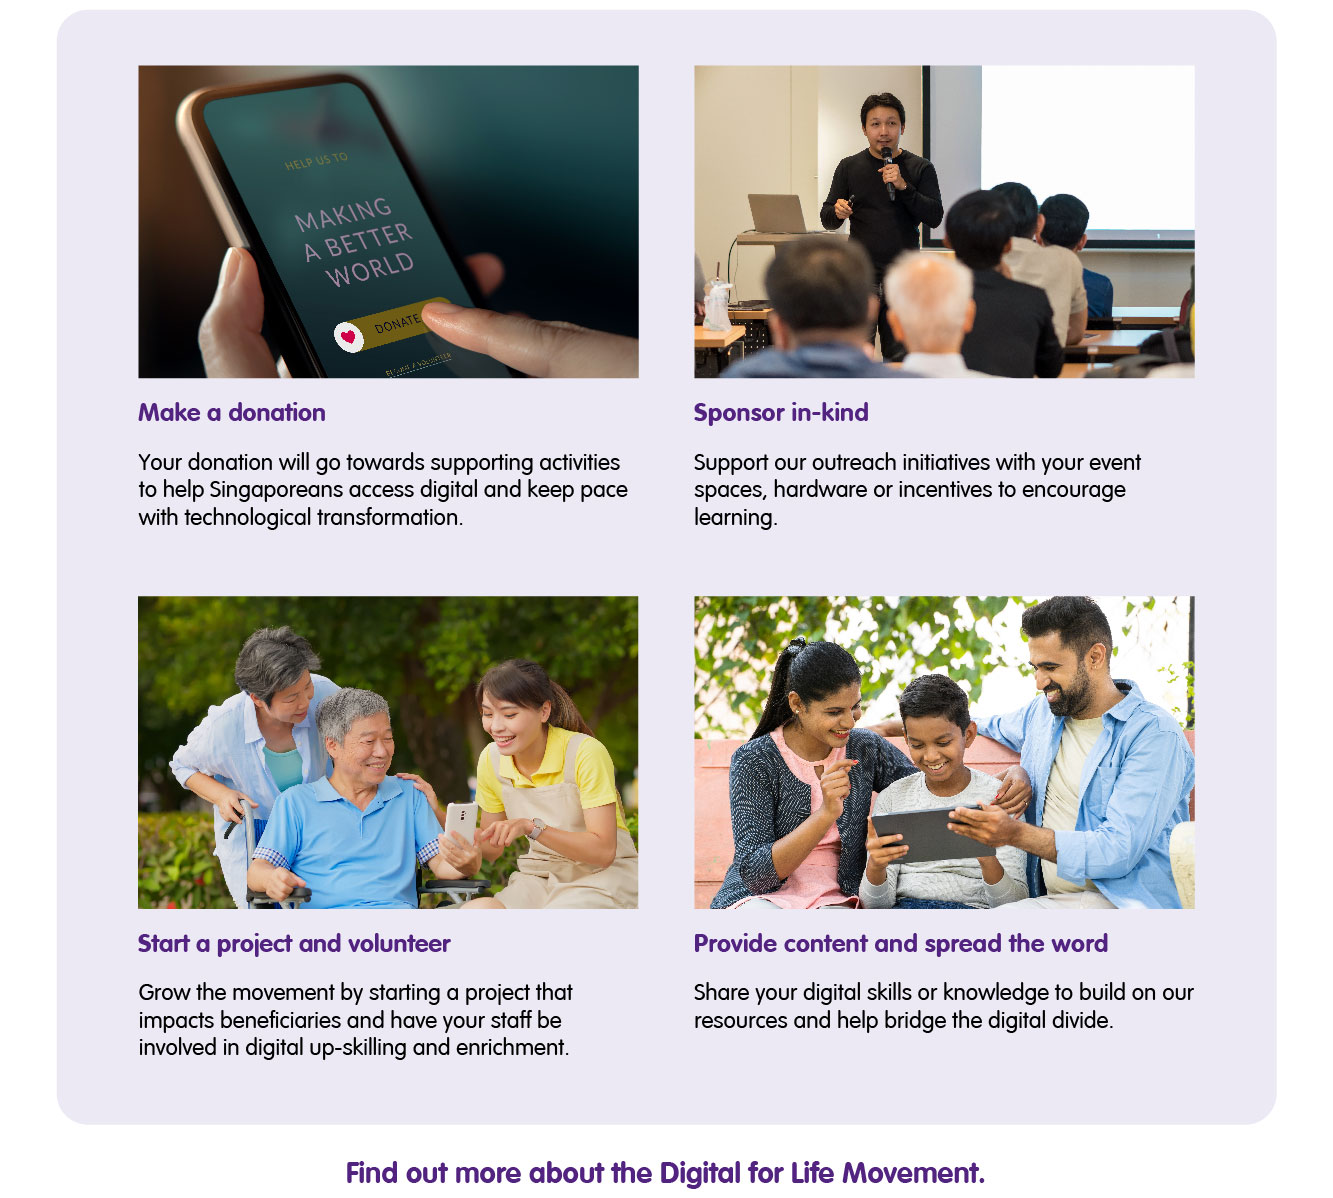 HELP US TO
MAKING
A BETTER
WORLD
DONATE
Make a donation
Your donation will go towards supporting activities
to help Singaporeans access digital and keep pace
with technological transformation.
Sponsor in-kind
Support our outreach initiatives with your event
spaces, hardware or incentives to encourage
learning.
Start a project and volunteer
Grow the movement by starting a project that
impacts beneficiaries and have your staff be
involved in digital up-skilling and enrichment.
Provide content and spread the word
Share your digital skills or knowledge to build on our
resources and help bridge the digital divide.
Find out more about the Digital for Life Movement.